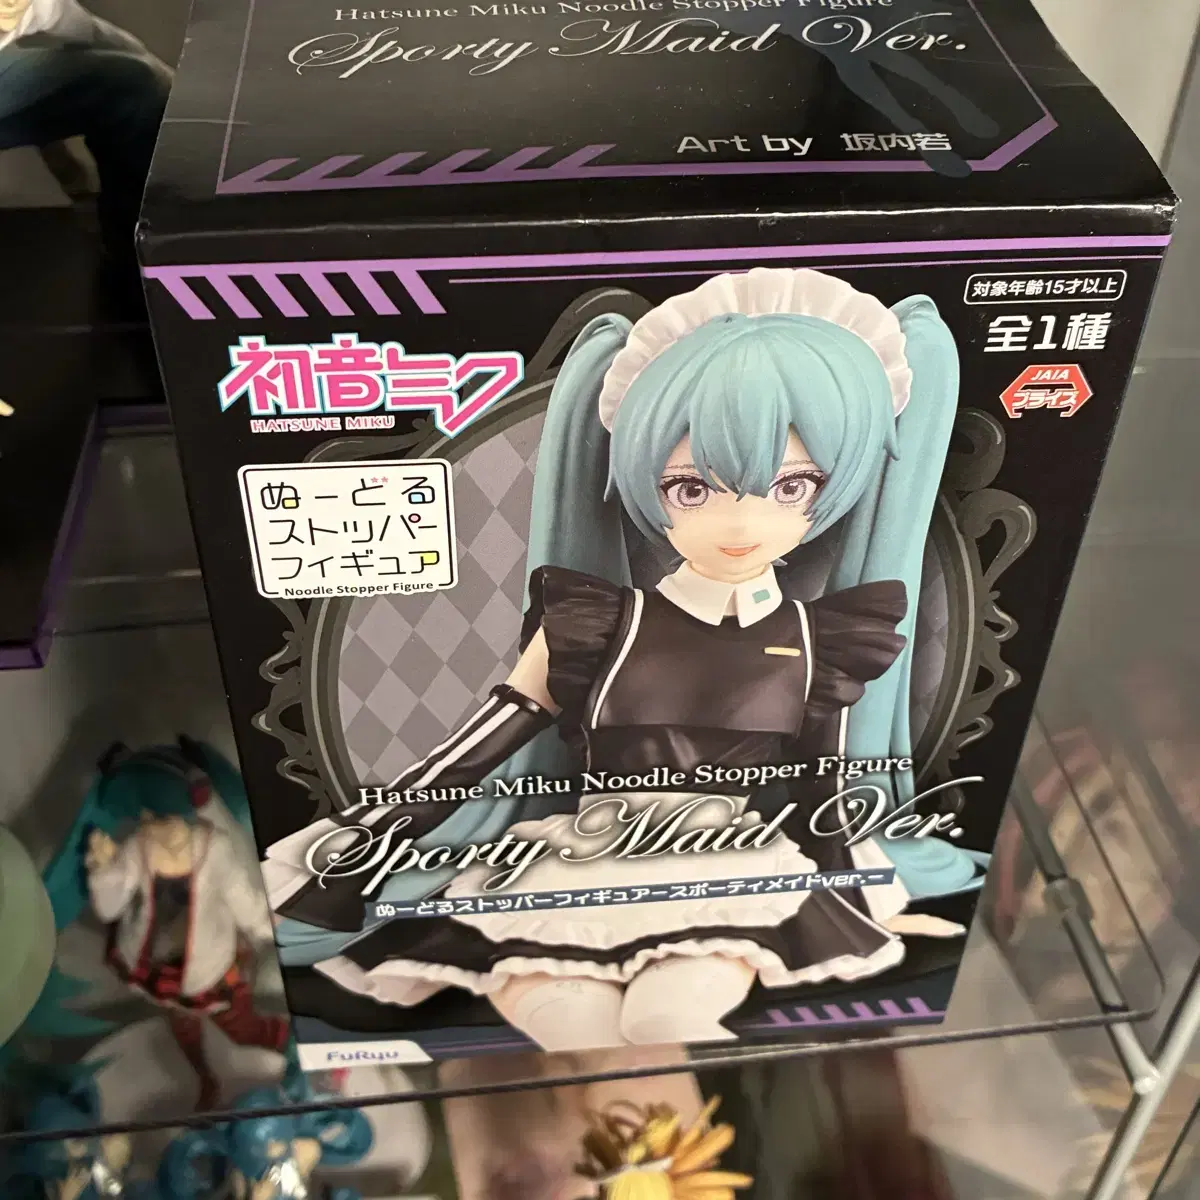 Hatsune Miku Noodle Stopper Figure
Sporty Maid Ver.
Art by 坂内若
対象年齢15才以上
全1種
JAIA
プライズ
初音ミク
HATSUNE MIKU
ぬーどる
ストッパー
フィギュア
Noodle Stopper Figure
Hatsune Miku Noodle Stopper Figure
Sporty Maid Ver.
ぬーどるストッパーフィギュアースポーティメイドver.ー
FuRyu